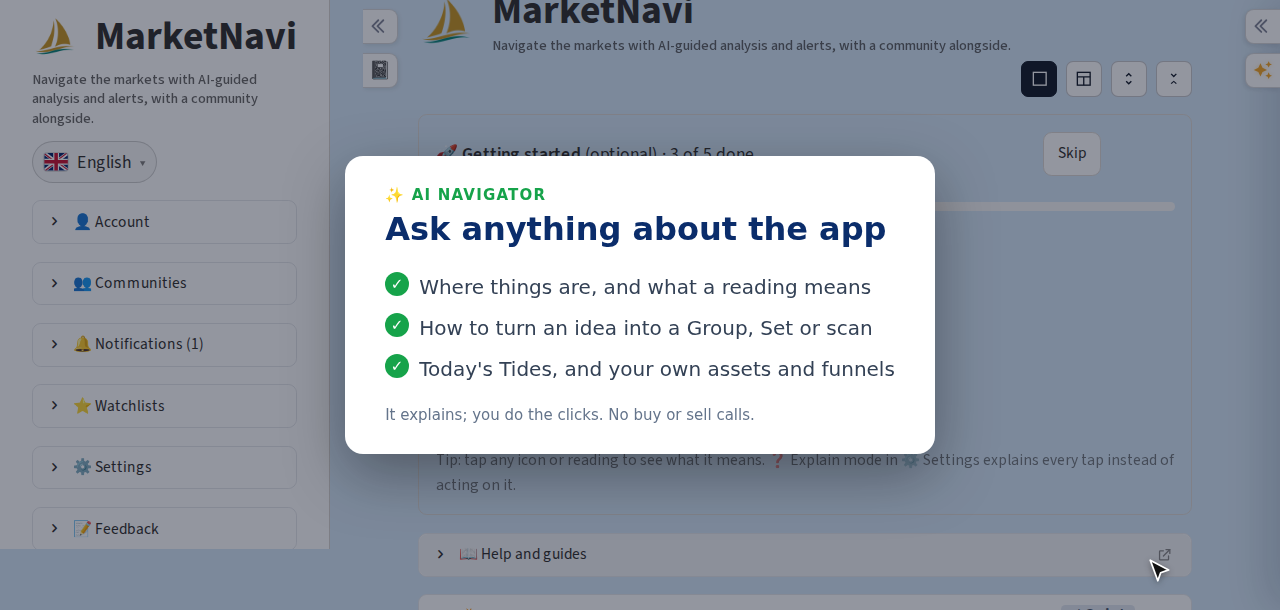 MarketNavi
Navigate the markets with AI-guided
analysis and alerts, with a community
alongside.
English
Account
Communities
Notifications (1)
Watchlists
Settings
Feedback
MarketNavi
Navigate the markets with AI-guided analysis and alerts, with a community alongside.
Getting started (optional) · 3 of 5 done
Skip
AI NAVIGATOR
Ask anything about the app
Where things are, and what a reading means
How to turn an idea into a Group, Set or scan
Today's Tides, and your own assets and funnels
It explains; you do the clicks. No buy or sell calls.
Tip: tap any icon or reading to see what it means. ❓ Explain mode in ⚙️ Settings explains every tap instead of
acting on it.
Help and guides